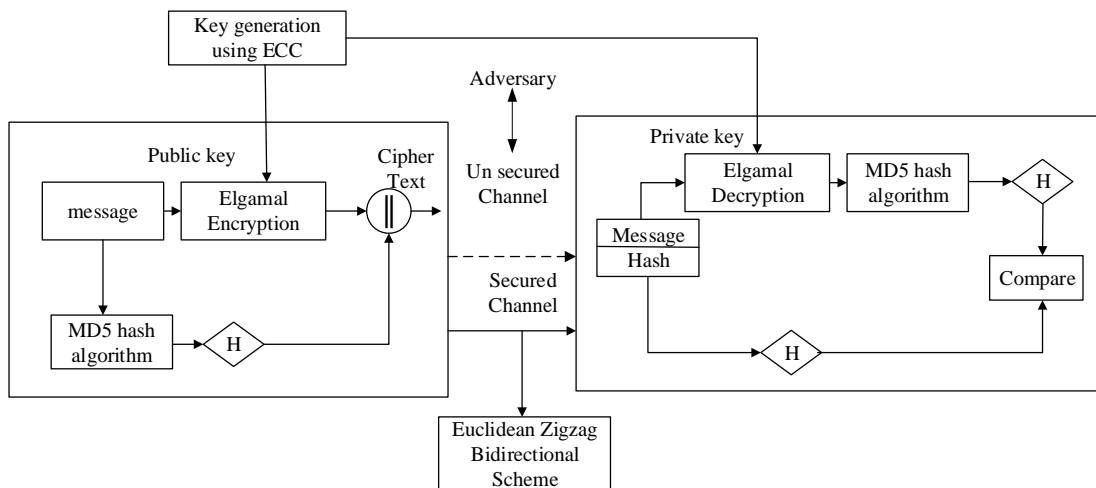 Key generation
using ECC
Adversary
Un secured
Channel
Public key
Cipher
Text
message
Elgamal
Encryption
||
MD5 hash
algorithm
H
Secured
Channel
Euclidean Zigzag
Bidirectional
Scheme
Private key
Elgamal
Decryption
MD5 hash
algorithm
H
Message
Hash
Compare
H